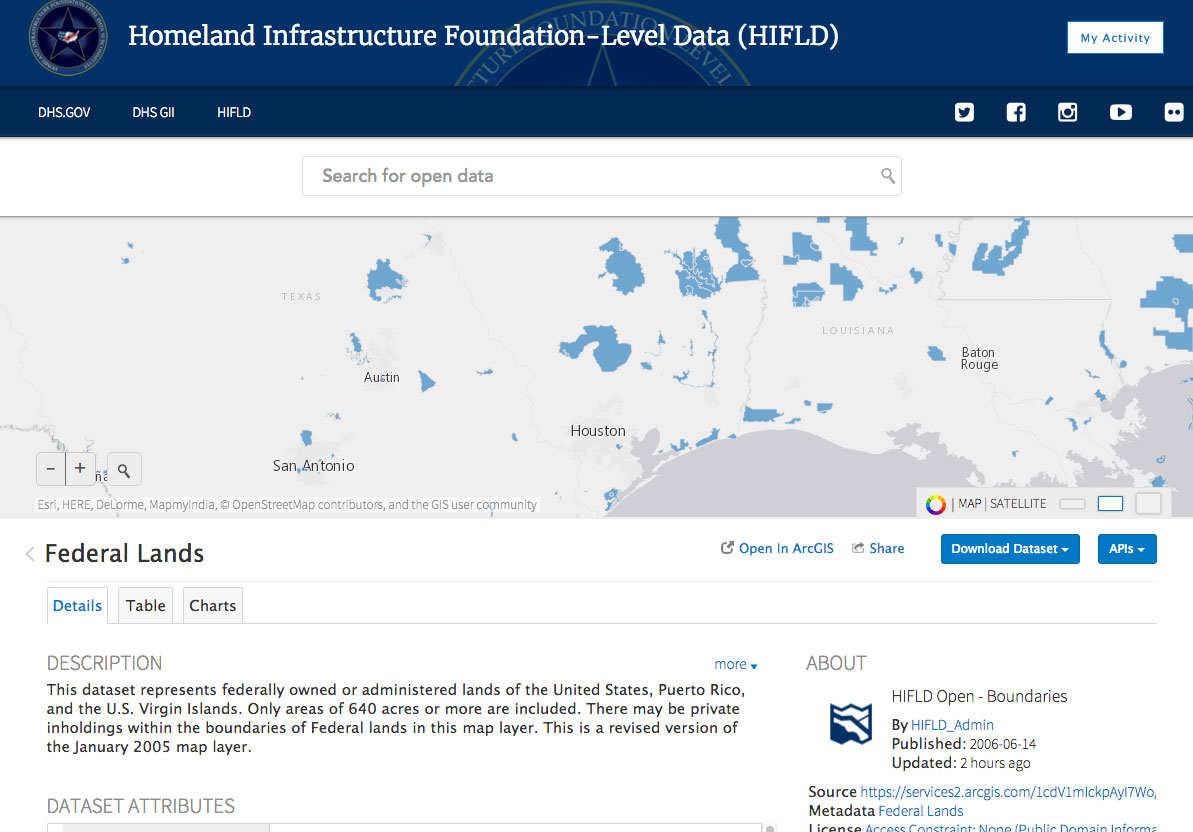 Homeland Infrastructure Foundation-Level Data (HIFLD)
My Activity
DHS.GOV DHS GII HIFLD
Search for open data
TEXAS
LOUISIANA
Baton
Rouge
Austin
Houston
San Antonio
− +
Esri, HERE, DeLorme, MapmyIndia, © OpenStreetMap contributors, and the GIS user community
| MAP | SATELLITE
Federal Lands
Open In ArcGIS Share Download Dataset APIs
Details Table Charts
DESCRIPTION more
This dataset represents federally owned or administered lands of the United States, Puerto Rico,
and the U.S. Virgin Islands. Only areas of 640 acres or more are included. There may be private
inholdings within the boundaries of Federal lands in this map layer. This is a revised version of
the January 2005 map layer.
DATASET ATTRIBUTES
ABOUT
HIFLD Open - Boundaries
By HIFLD_Admin
Published: 2006-06-14
Updated: 2 hours ago
Source https://services2.arcgis.com/1cdV1mIckpAyI7Wo,
Metadata Federal Lands
License Access Constraint: None (Public Domain Informa